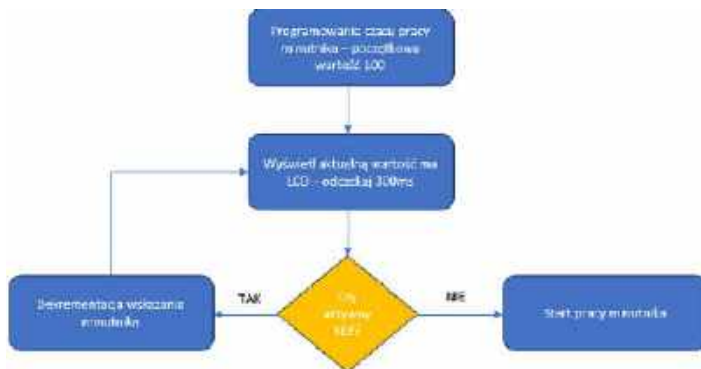 Programowanie czasu pracy
minutnika – początkowa
wartość 100
Wyświetl aktualną wartość na
LCD – odczekaj 300ms
TAK
Czy
aktywny
NIE
Dekrementacja wskazania
minutnika
Start pracy minutnika